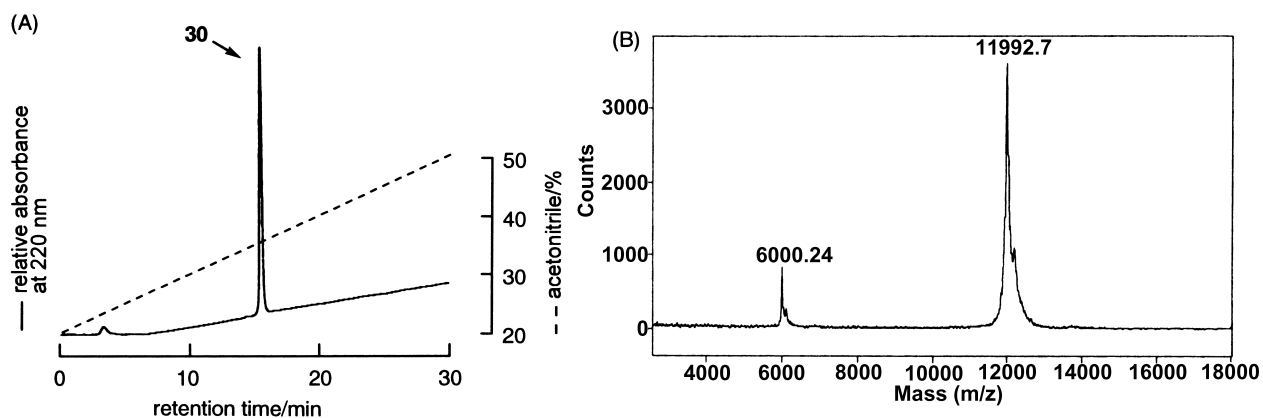 (A)
30
relative absorbance
at 220 nm
50
40
30
20
acetonitrile/%
0 10 20 30
retention time/min
(B)
11992.7
6000.24
3000
2000
1000
0
Counts
4000 6000 8000 10000 12000 14000 16000 18000
Mass (m/z)